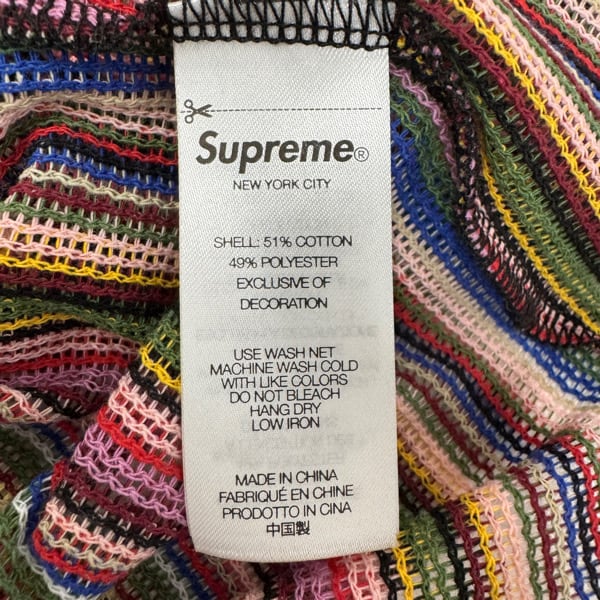 Supreme®
NEW YORK CITY
SHELL: 51% COTTON
49% POLYESTER
EXCLUSIVE OF
DECORATION
USE WASH NET
MACHINE WASH COLD
WITH LIKE COLORS
DO NOT BLEACH
HANG DRY
LOW IRON
MADE IN CHINA
FABRIQUÉ EN CHINE
PRODOTTO IN CINA
中国製